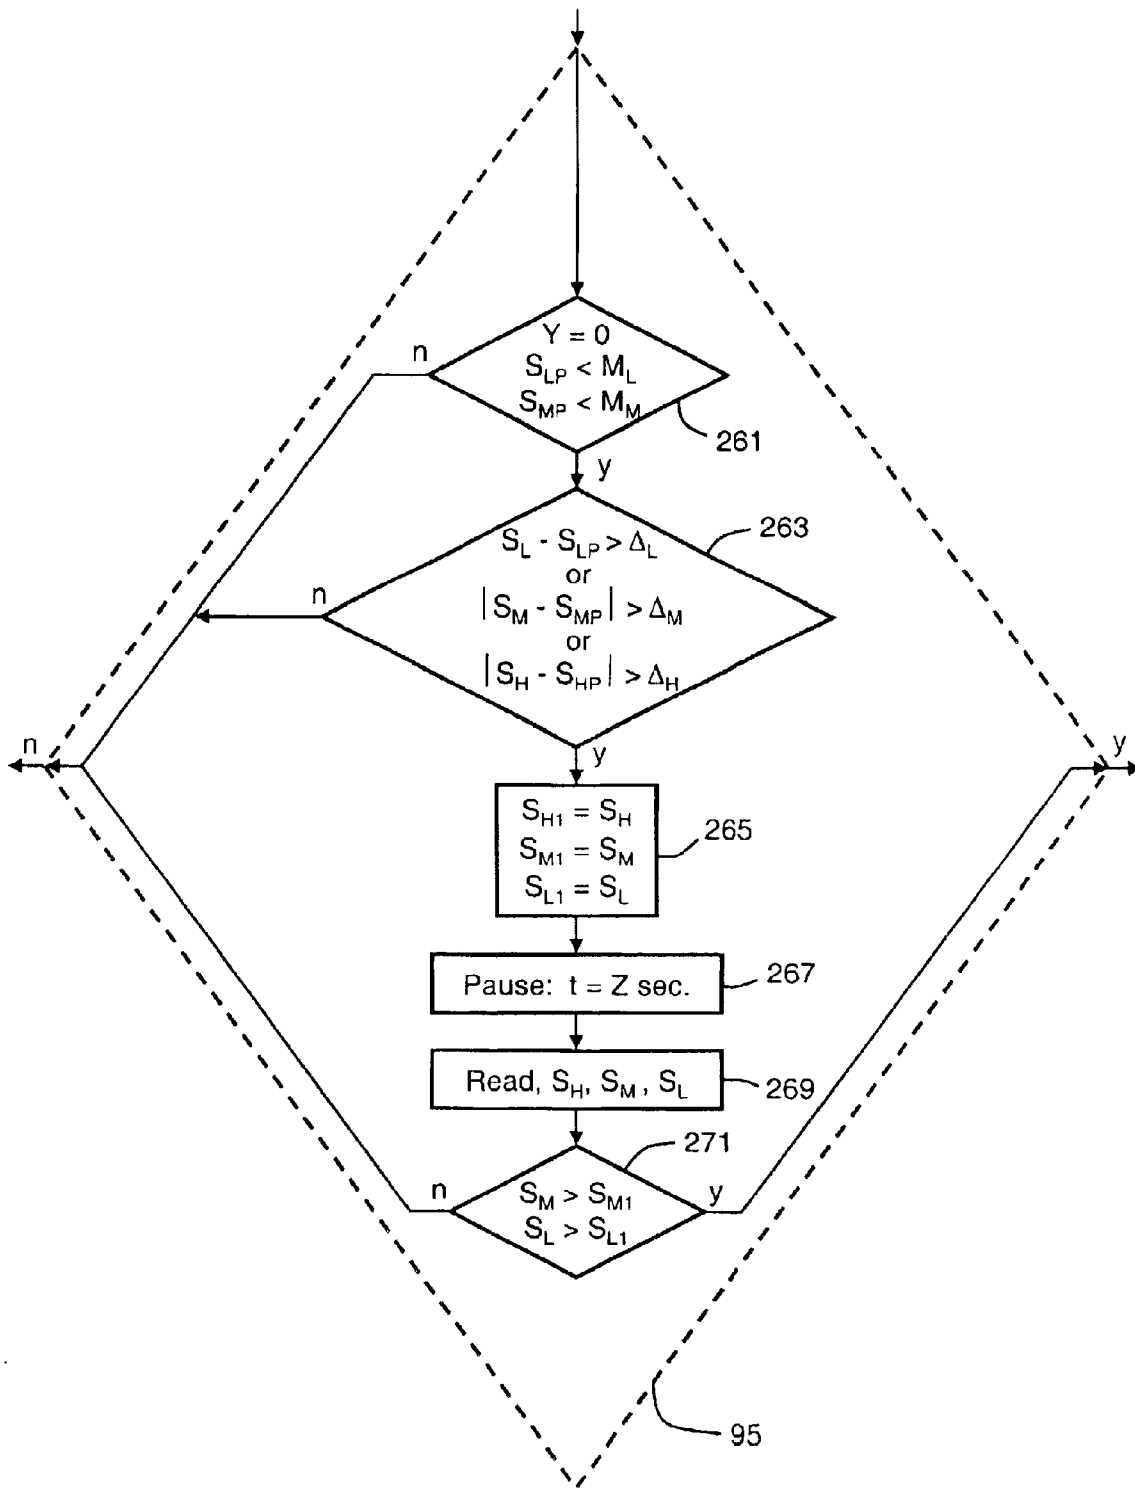 n
Y = 0
S_LP < M_L
S_MP < M_M
261
y
263
S_L - S_LP > Δ_L
or
n
|S_M - S_MP| > Δ_M
or
|S_H - S_HP| > Δ_H
n
y
y
S_H1 = S_H
S_M1 = S_M
S_L1 = S_L
265
Pause: t = Z sec.
267
Read, S_H, S_M, S_L
269
271
n
y
S_M > S_M1
S_L > S_L1
95